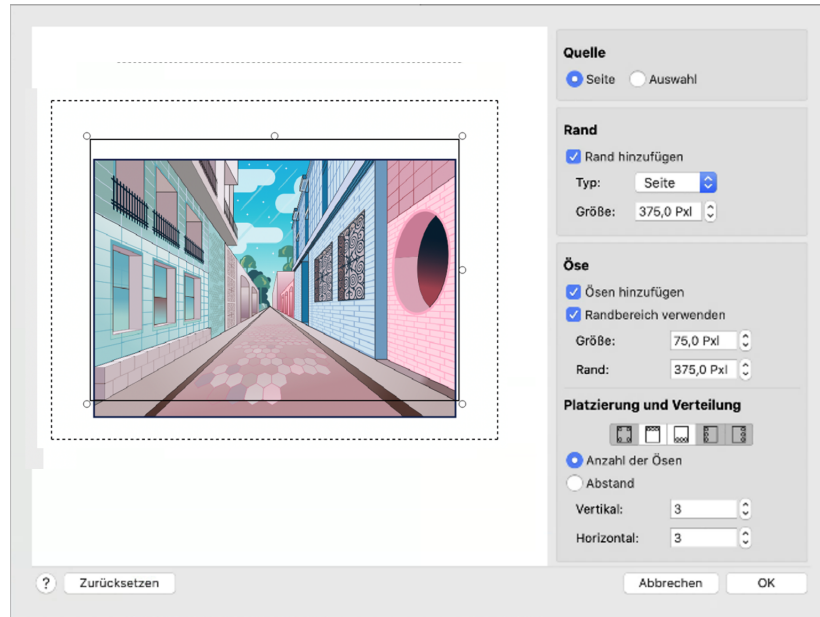 Quelle
Seite Auswahl
Rand
Rand hinzufügen
Typ: Seite
Größe: 375,0 Pxl
Öse
Ösen hinzufügen
Randbereich verwenden
Größe: 75,0 Pxl
Rand: 375,0 Pxl
Platzierung und Verteilung
Anzahl der Ösen
Abstand
Vertikal: 3
Horizontal: 3
? Zurücksetzen Abbrechen OK